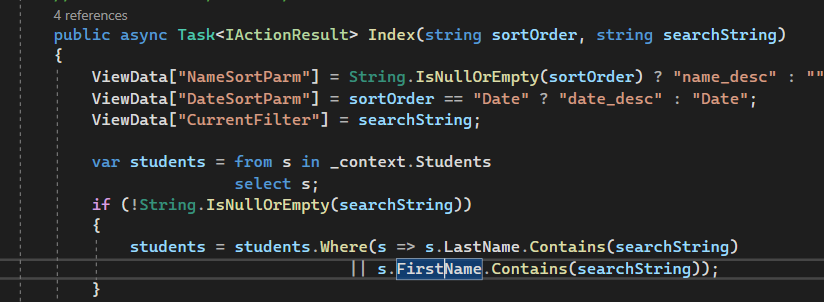 4 references
public async Task<IActionResult> Index(string sortOrder, string searchString)
{
ViewData["NameSortParm"] = String.IsNullOrEmpty(sortOrder) ? "name_desc" : ""
ViewData["DateSortParm"] = sortOrder == "Date" ? "date_desc" : "Date";
ViewData["CurrentFilter"] = searchString;
var students = from s in _context.Students
select s;
if (!String.IsNullOrEmpty(searchString))
{
students = students.Where(s => s.LastName.Contains(searchString)
|| s.FirstName.Contains(searchString));
}